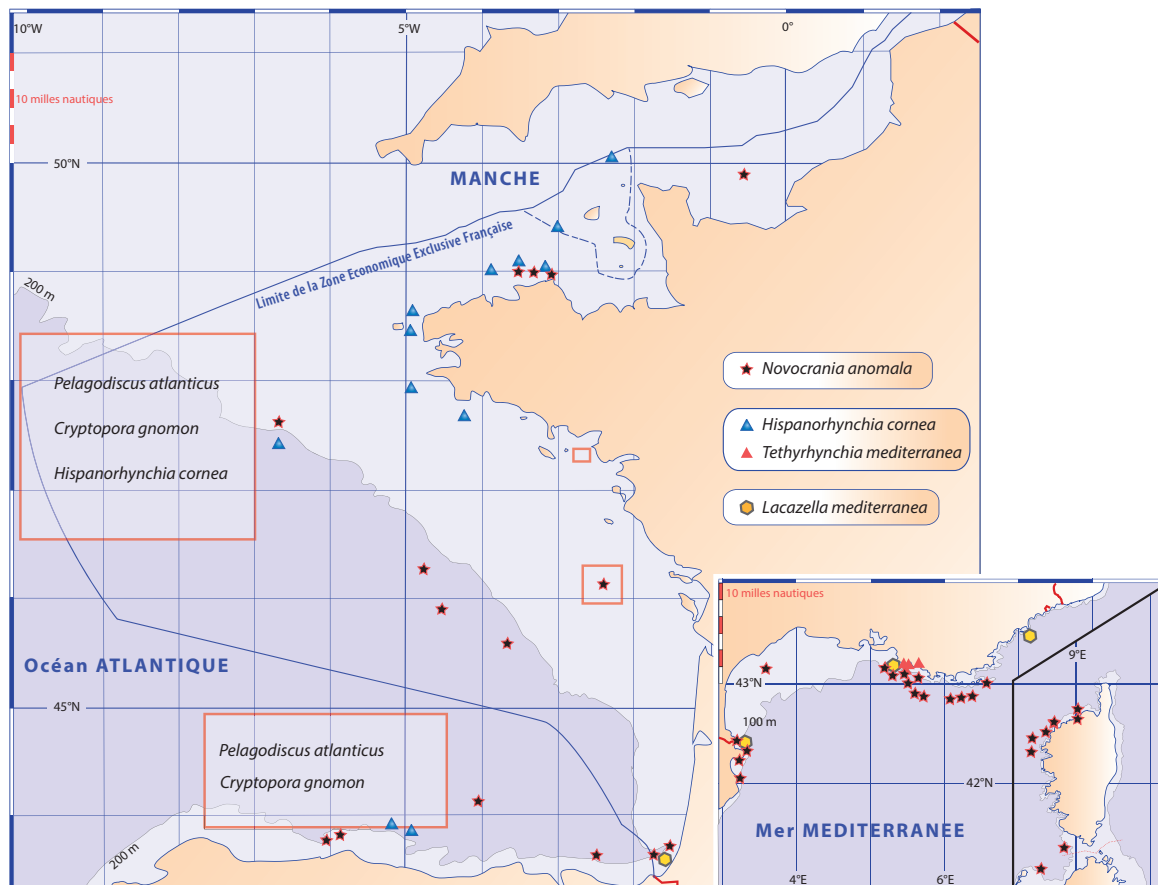 10°W
5°W
0°
10 milles nautiques
50°N
MANCHE
Limite de la Zone Economique Exclusive Française
200 m
Pelagodiscus atlanticus
Cryptopora gnomon
Hispanorhynchia cornea
Novocrania anomala
Hispanorhynchia cornea
Tethyrhynchia mediterranea
Lacazella mediterranea
Océan ATLANTIQUE
45°N
Pelagodiscus atlanticus
Cryptopora gnomon
200 m
10 milles nautiques
9°E
43°N
100 m
42°N
Mer MEDITERRANEE
4°E
6°E